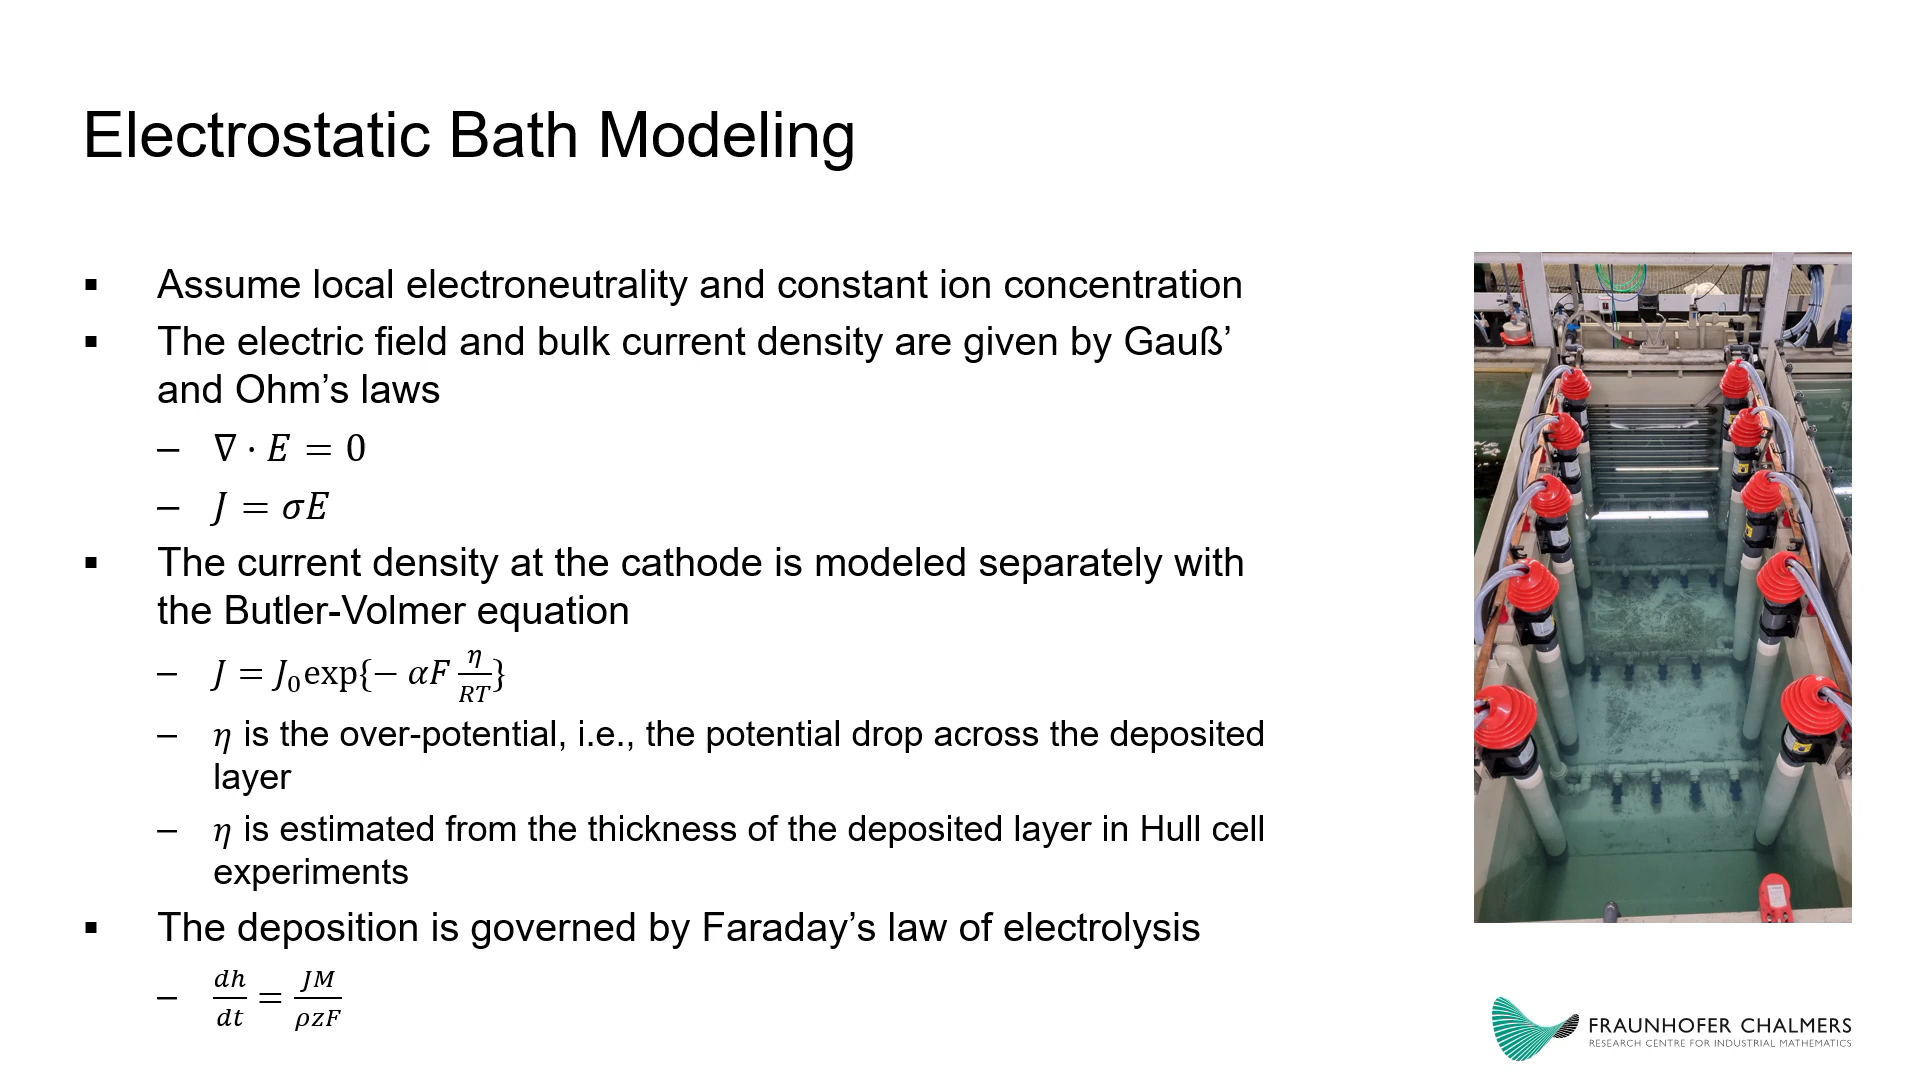 Electrostatic Bath Modeling
▪ Assume local electroneutrality and constant ion concentration
▪ The electric field and bulk current density are given by Gauß’
and Ohm’s laws
– ∇ · E = 0
– J = σE
▪ The current density at the cathode is modeled separately with
the Butler-Volmer equation
– J = J₀exp{− αF η/RT}
– η is the over-potential, i.e., the potential drop across the deposited
layer
– η is estimated from the thickness of the deposited layer in Hull cell
experiments
▪ The deposition is governed by Faraday’s law of electrolysis
– dh/dt = JM/ρzF
FRAUNHOFER CHALMERS
RESEARCH CENTRE FOR INDUSTRIAL MATHEMATICS